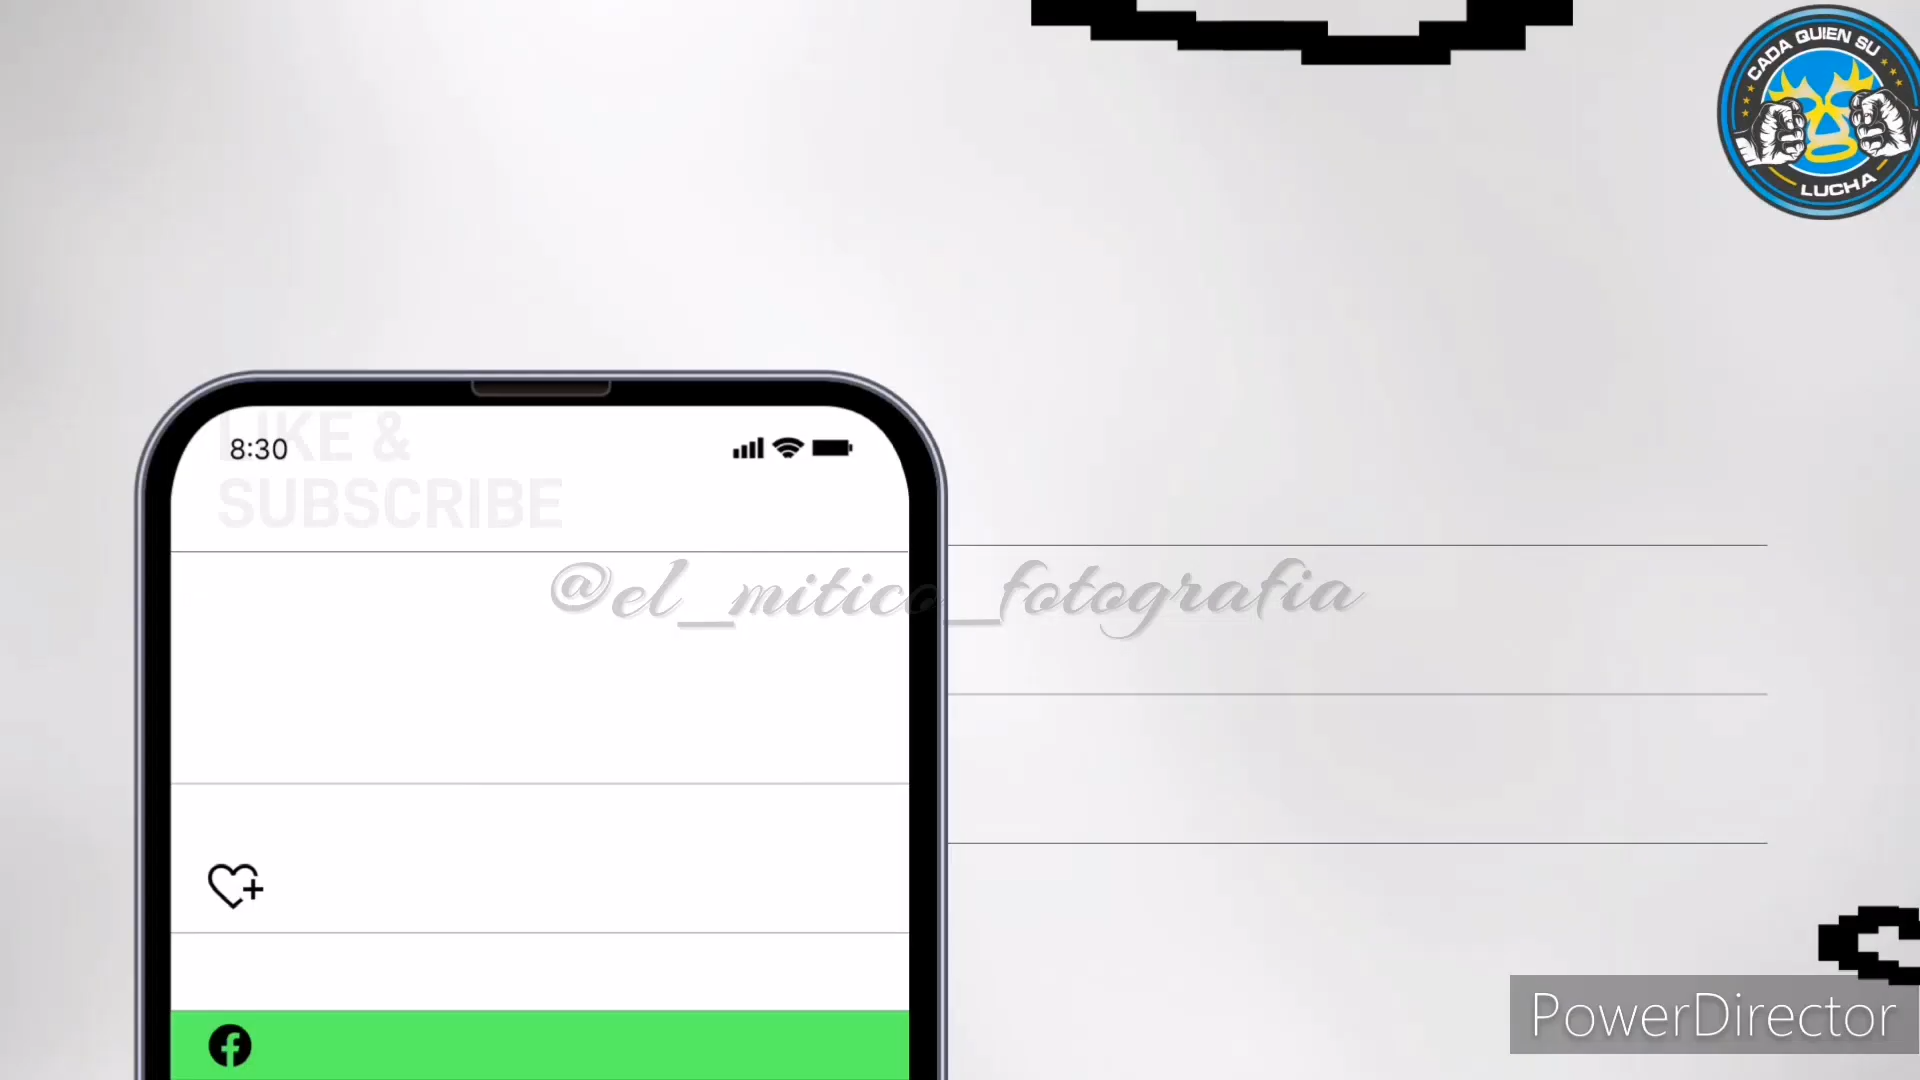 CADA QUIEN SU
LUCHA
8:30
LIKE &
SUBSCRIBE
@el_mitico_fotografia
PowerDirector